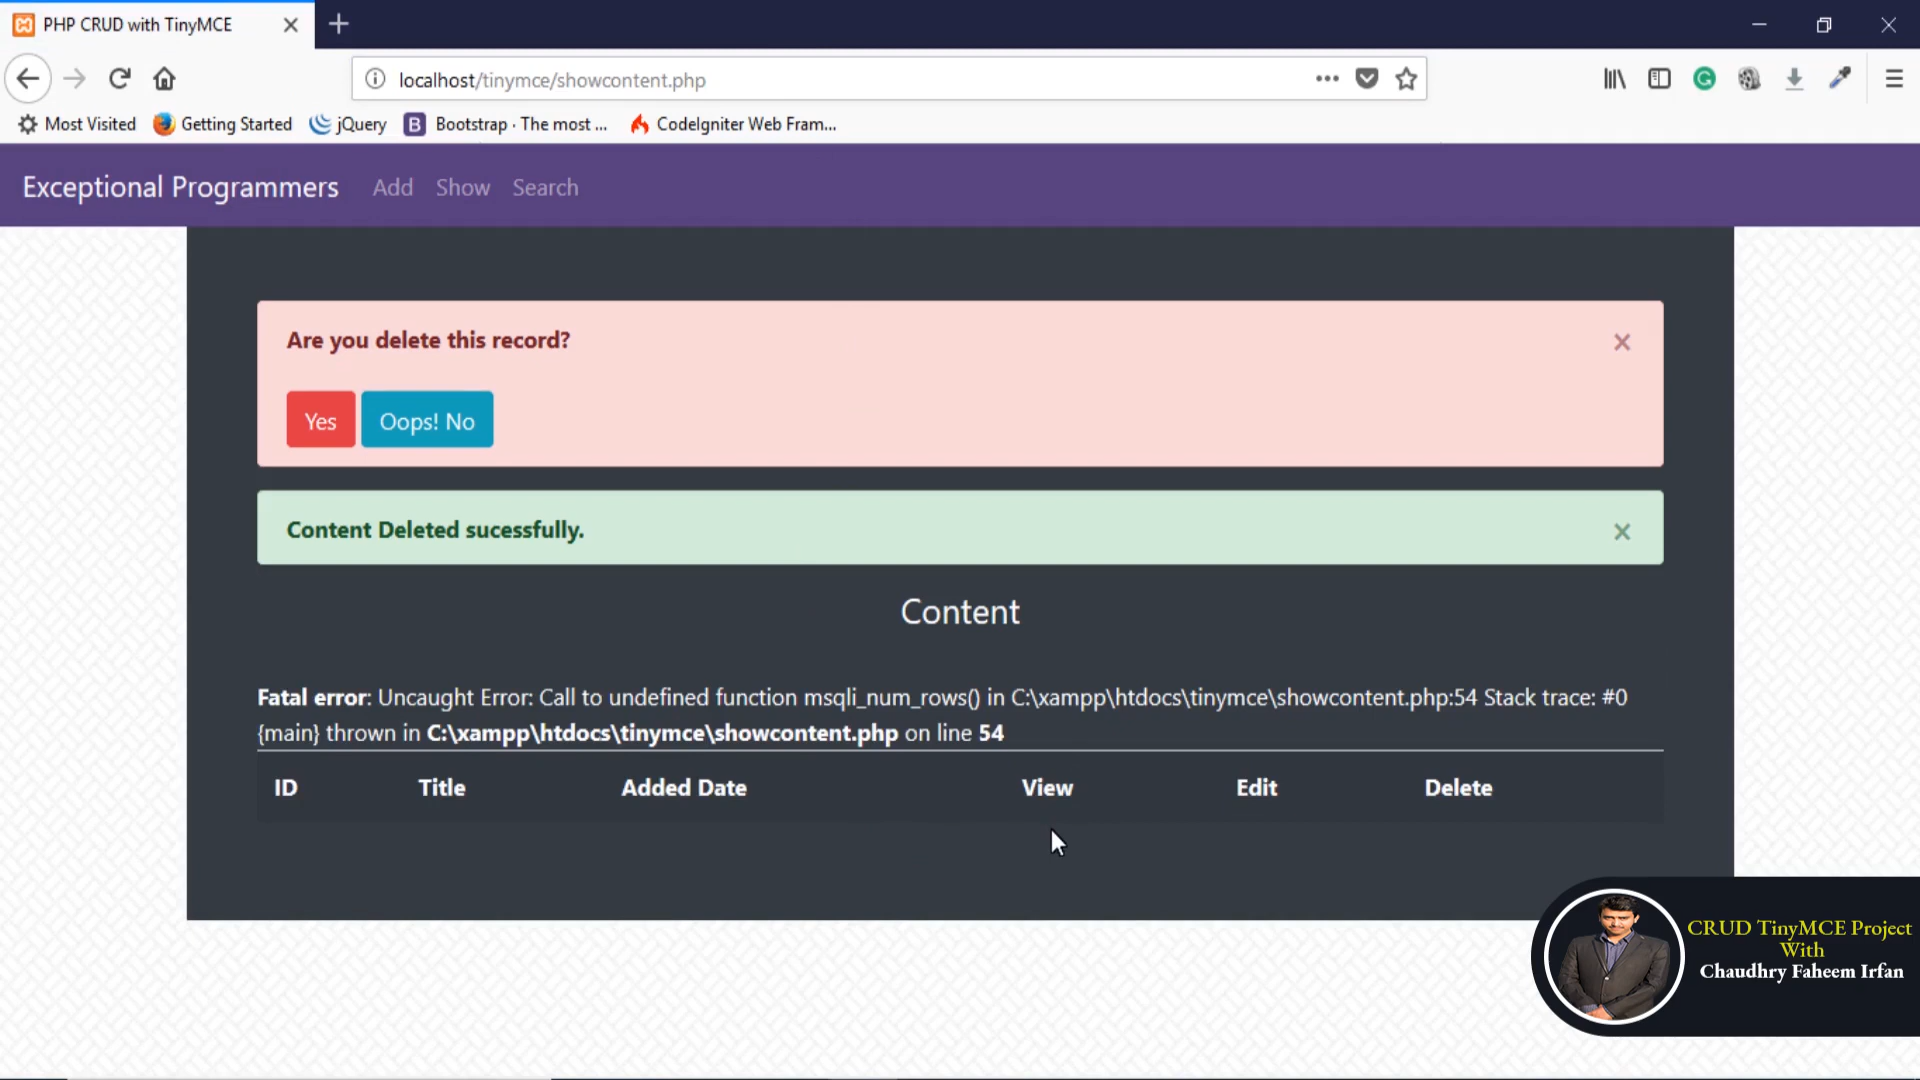 PHP CRUD with TinyMCE
localhost/tinymce/showcontent.php
Most Visited Getting Started jQuery B Bootstrap · The most ... CodeIgniter Web Fram...
Exceptional Programmers Add Show Search
Are you delete this record? ×
Yes Oops! No
Content Deleted sucessfully. ×
Content
Fatal error: Uncaught Error: Call to undefined function msqli_num_rows() in C:\xampp\htdocs\tinymce\showcontent.php:54 Stack trace: #0
{main} thrown in C:\xampp\htdocs\tinymce\showcontent.php on line 54
ID Title Added Date View Edit Delete
CRUD TinyMCE Project
With
Chaudhry Faheem Irfan